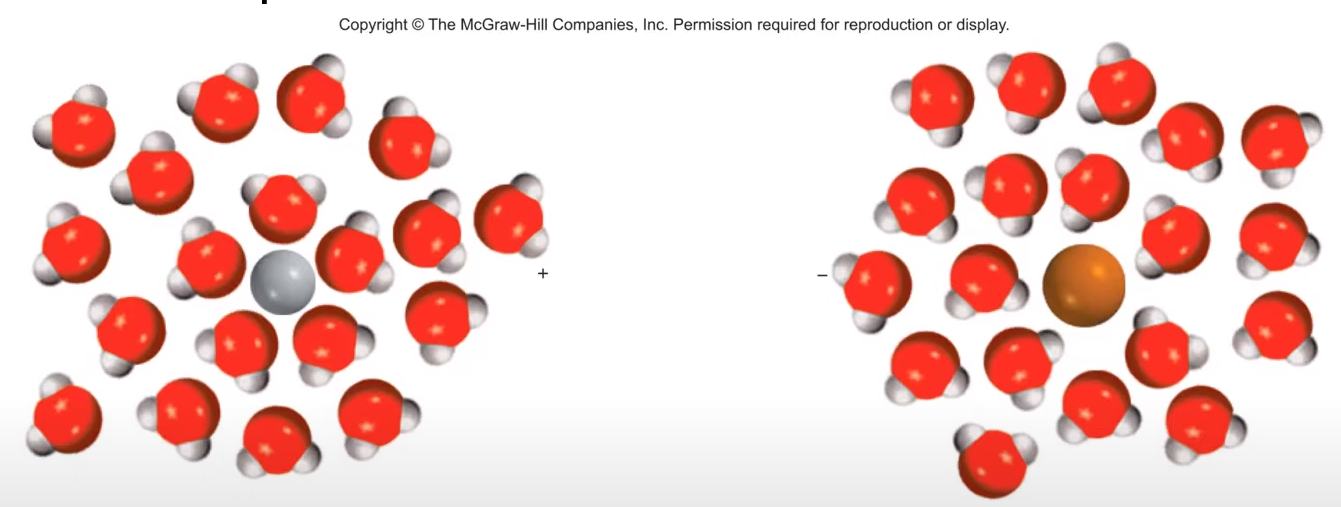 Copyright © The McGraw-Hill Companies, Inc. Permission required for reproduction or display.
+
−